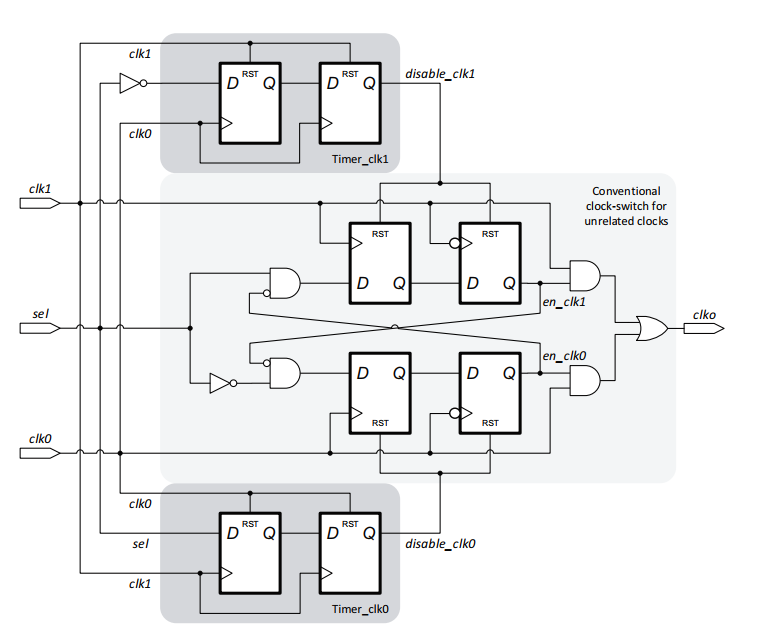 clk1
RST
RST
disable_clk1
D
Q
D
Q
clk0
Timer_clk1
clk1
Conventional
clock-switch for
unrelated clocks
RST
RST
D
Q
D
Q
en_clk1
sel
clko
en_clk0
D
Q
D
Q
RST
RST
clk0
clk0
RST
RST
D
Q
D
Q
sel
disable_clk0
clk1
Timer_clk0